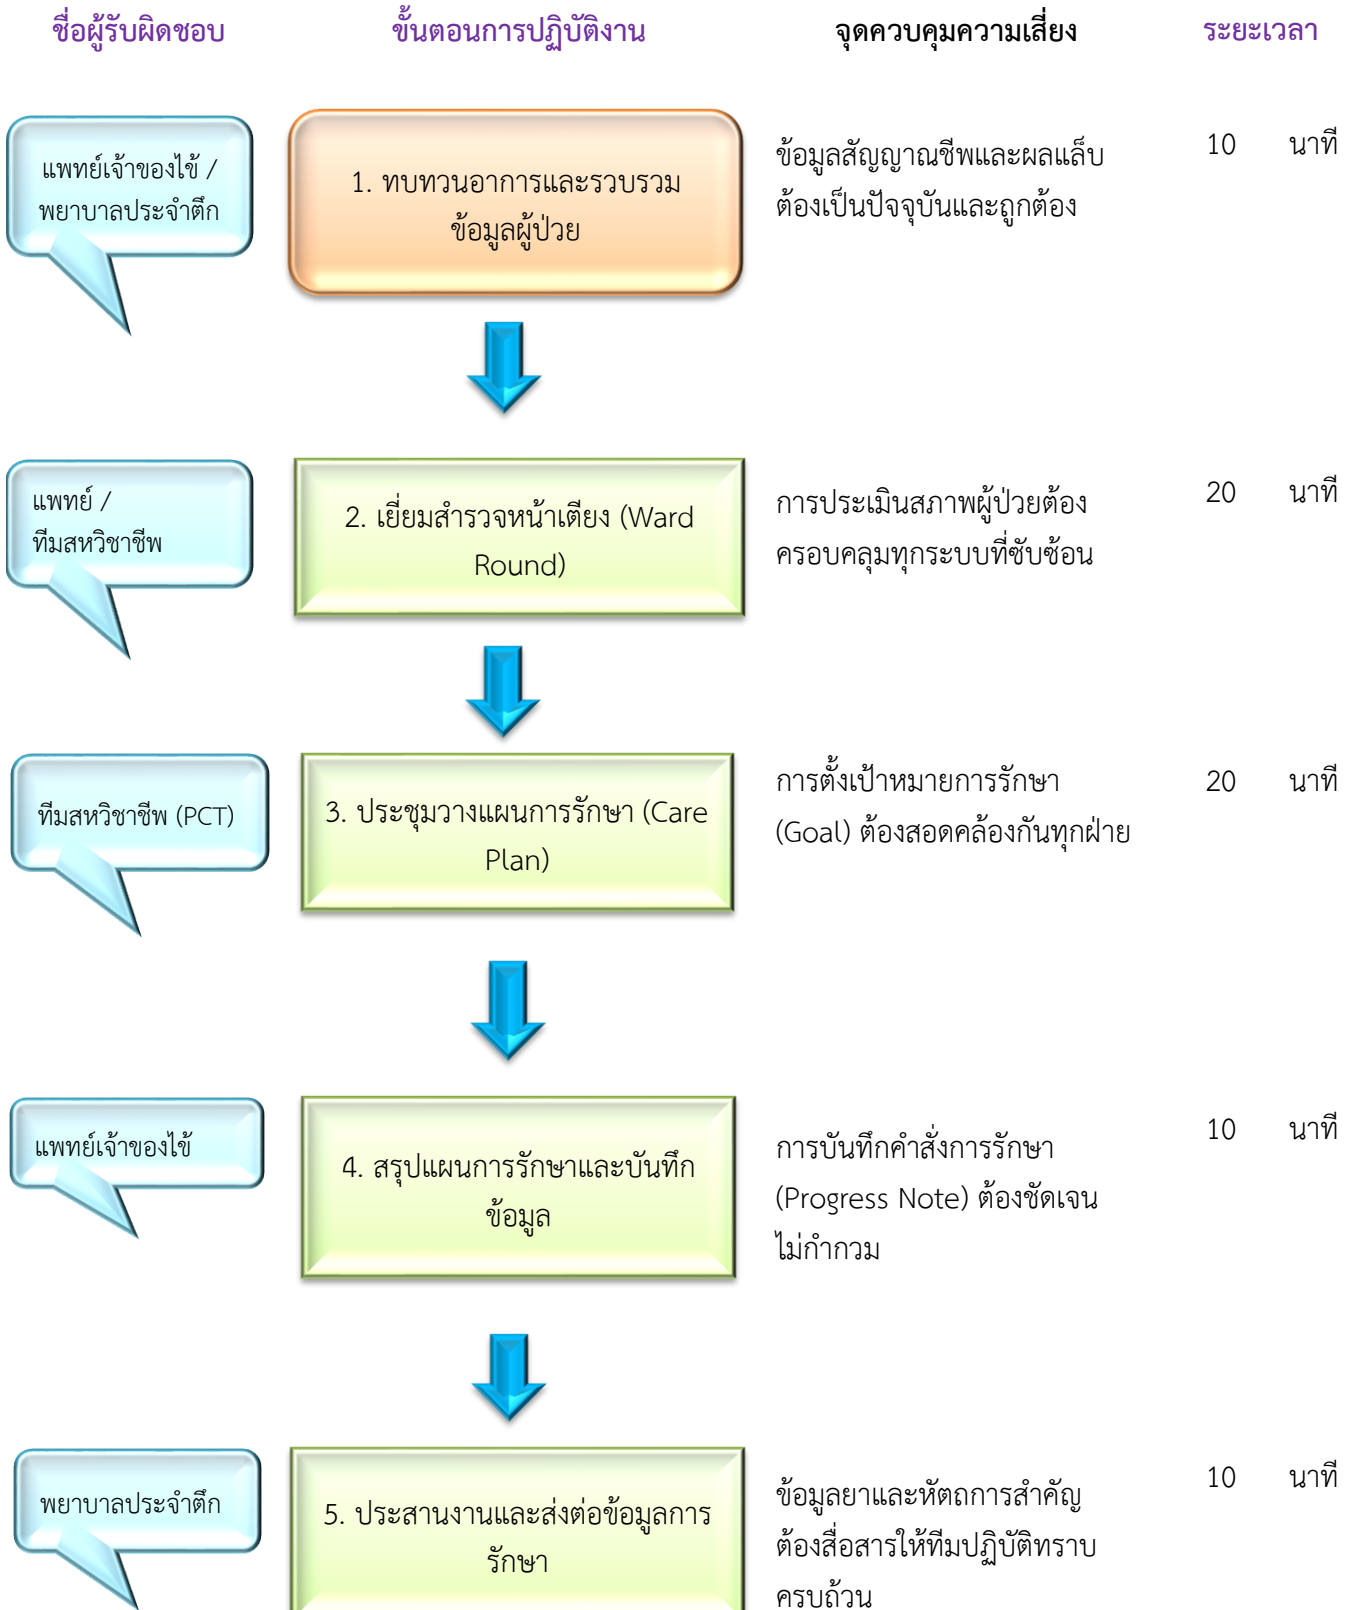 ชื่อผู้รับผิดชอบ ขั้นตอนการปฏิบัติงาน จุดควบคุมความเสี่ยง ระยะเวลา
แพทย์เจ้าของไข้ /
พยาบาลประจำตึก
1. ทบทวนอาการและรวบรวม
ข้อมูลผู้ป่วย
ข้อมูลสัญญาณชีพและผลแล็บ
ต้องเป็นปัจจุบันและถูกต้อง
10 นาที
แพทย์ /
ทีมสหวิชาชีพ
2. เยี่ยมสำรวจหน้าเตียง (Ward
Round)
การประเมินสภาพผู้ป่วยต้อง
ครอบคลุมทุกระบบที่ซับซ้อน
20 นาที
ทีมสหวิชาชีพ (PCT)
3. ประชุมวางแผนการรักษา (Care
Plan)
การตั้งเป้าหมายการรักษา
(Goal) ต้องสอดคล้องกันทุกฝ่าย
20 นาที
แพทย์เจ้าของไข้
4. สรุปแผนการรักษาและบันทึก
ข้อมูล
การบันทึกคำสั่งการรักษา
(Progress Note) ต้องชัดเจน
ไม่กำกวม
10 นาที
พยาบาลประจำตึก
5. ประสานงานและส่งต่อข้อมูลการ
รักษา
ข้อมูลยาและหัตถการสำคัญ
ต้องสื่อสารให้ทีมปฏิบัติทราบ
ครบถ้วน
10 นาที